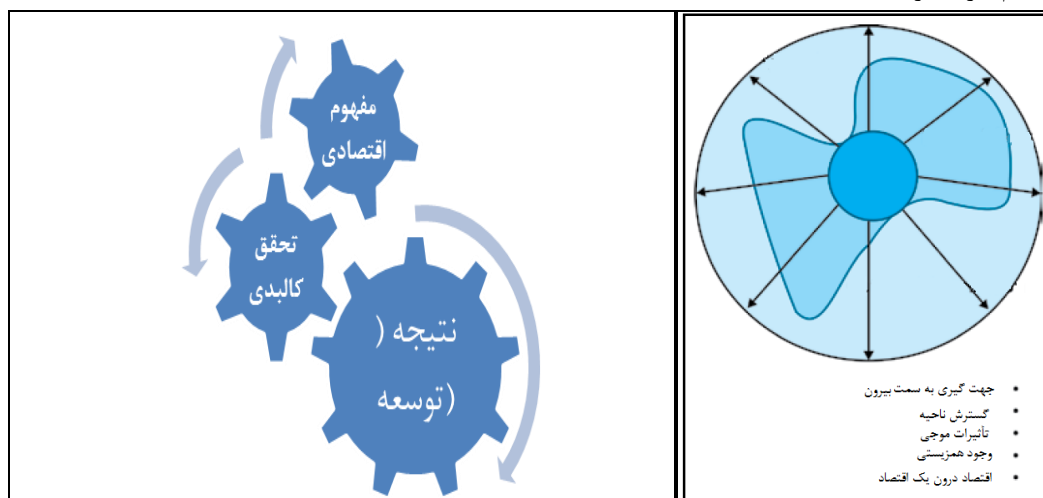 مفهوم
اقتصادی
تحقق
کالبدی
نتیجه (
توسعه)
• جهت گیری به سمت بیرون
• گسترش ناحیه
• تأثیرات موجی
• وجود همزیستی
• اقتصاد درون یک اقتصاد